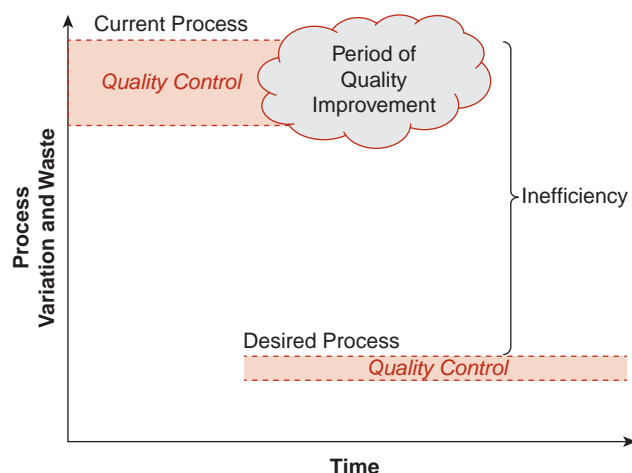 Current Process
Quality Control
Period of
Quality
Improvement
Inefficiency
Process
Variation and Waste
Desired Process
Quality Control
Time